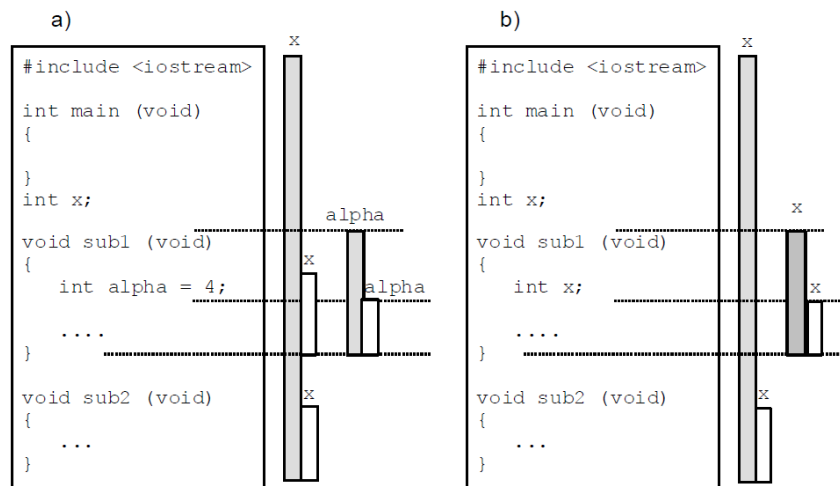 a)
x
#include <iostream>
int main (void)
{
}
int x;
alpha
void sub1 (void)
{
x
int alpha = 4;
alpha
....
}
void sub2 (void)
x
{
...
}
b)
x
#include <iostream>
int main (void)
{
}
int x;
x
void sub1 (void)
{
int x;
x
....
}
void sub2 (void)
x
{
...
}